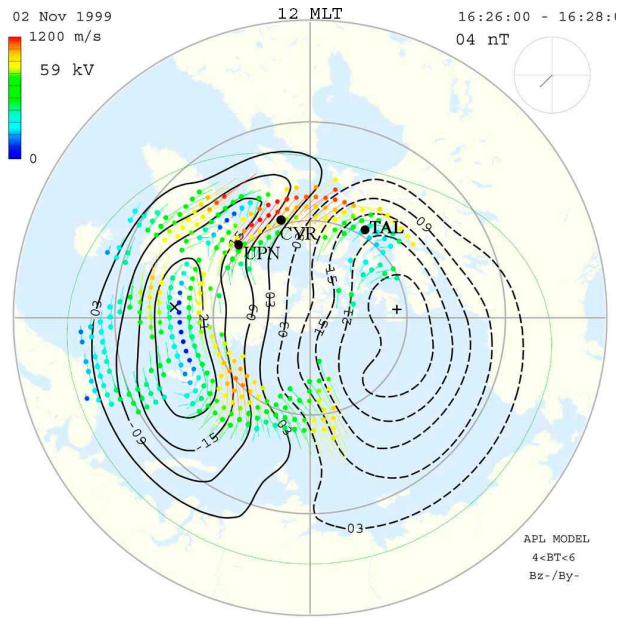 02 Nov 1999
12 MLT
16:26:00 - 16:28:
1200 m/s
04 nT
59 kV
0
CYR
TAL
UPN
09
15
03
21
03
09
03
15
21
-09
-15
03
03
APL MODEL
4<BT<6
Bz-/By-